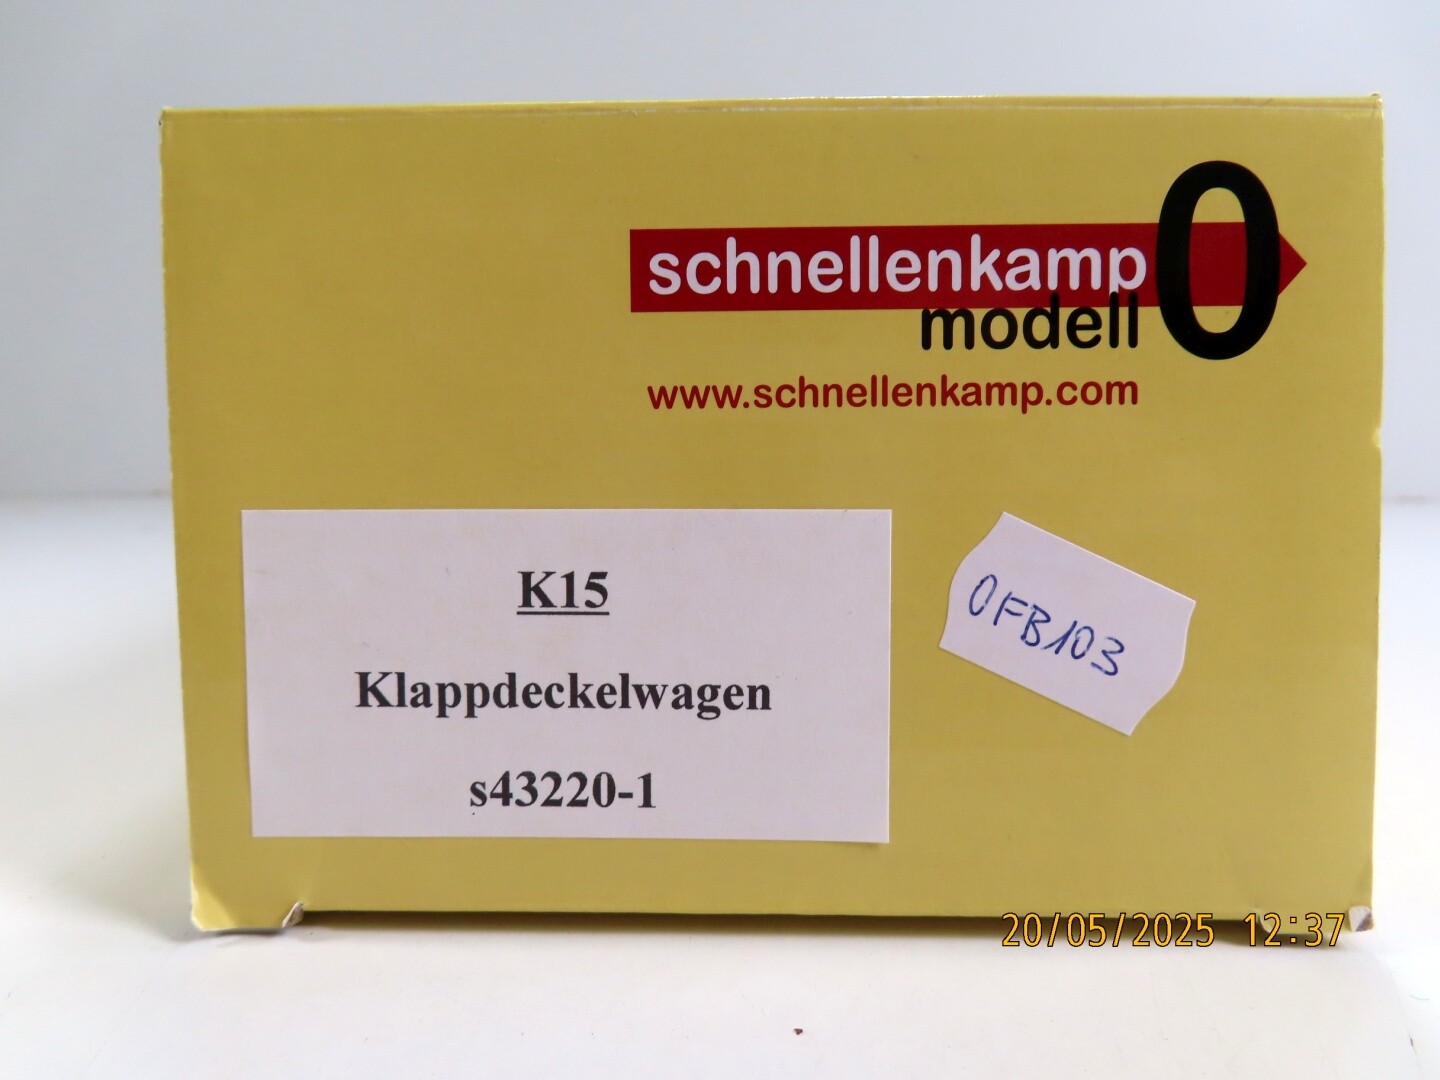 schnellenkamp 0
modell
www.schnellenkamp.com
K15
Klappdeckelwagen
s43220-1
0FB103
20/05/2025 12:37